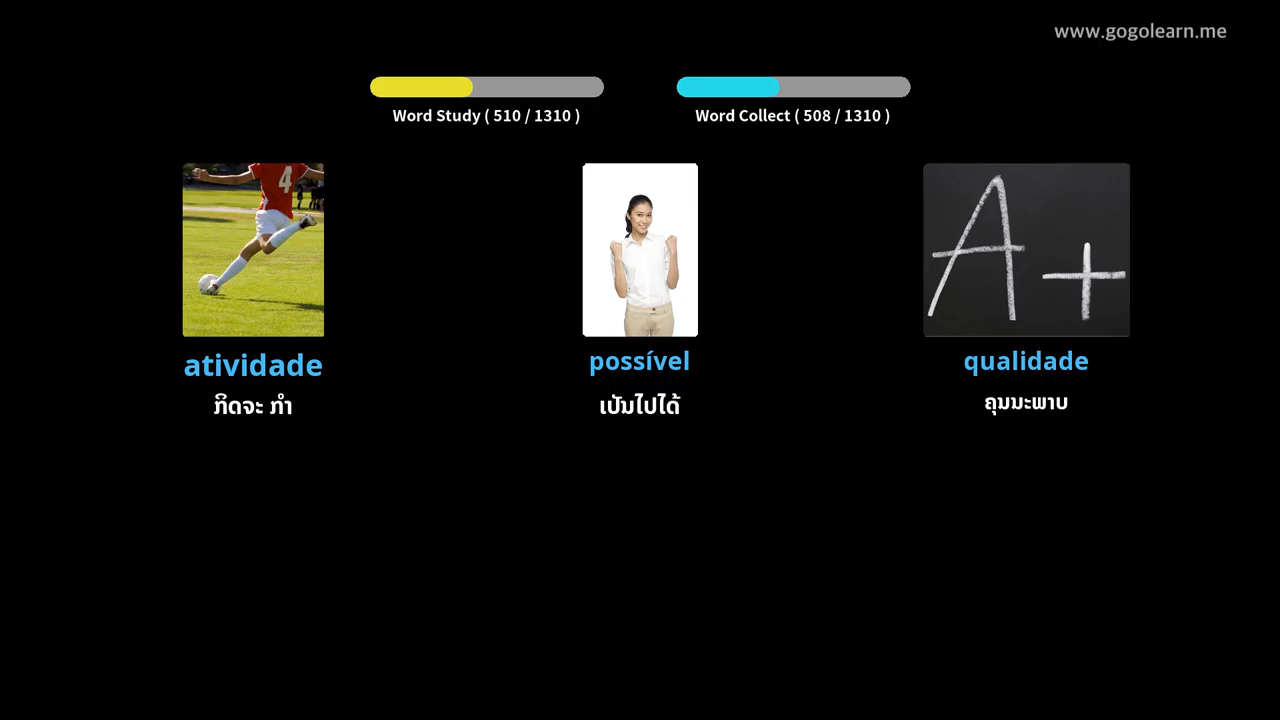 www.gogolearn.me
Word Study ( 510 / 1310 )
Word Collect ( 508 / 1310 )
4
A+
atividade
possível
qualidade
ກິດຈະ ກຳ
ເປັນໄປໄດ້
ຄຸນນະພາບ